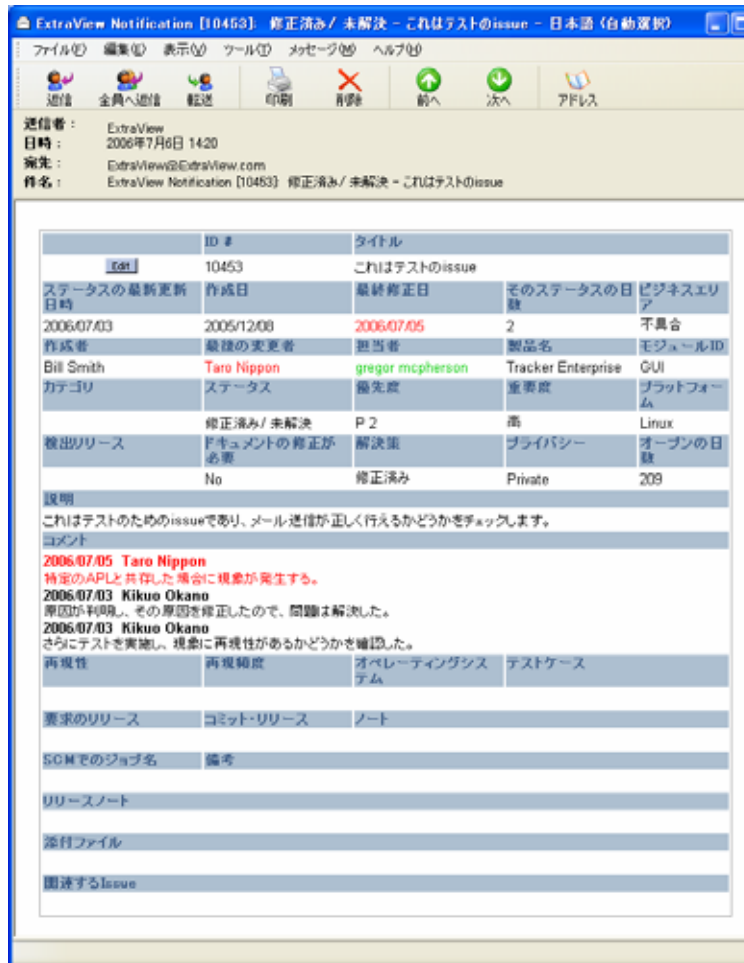 ExtraView Notification [10453]: 修正済み/ 未解決 - これはテストのissue - 日本語 (自動選択)
ファイル(F) 編集(E) 表示(V) ツール(T) メッセージ(M) ヘルプ(H)
返信 全員へ返信 転送 印刷 削除 前へ 次へ アドレス
送信者： ExtraView
日時： 2006年7月6日 14:20
宛先： ExtraView@ExtraView.com
件名： ExtraView Notification [10453] 修正済み/ 未解決 - これはテストのissue
ID # タイトル
Edit 10453 これはテストのissue
ステータスの最新更新日時 作成日 最終修正日 そのステータスの日数 ビジネスエリア
2006/07/03 2005/12/08 2006/07/05 2 不具合
作成者 最後の変更者 担当者 製品名 モジュールID
Bill Smith Taro Nippon gregor mcpherson Tracker Enterprise GUI
カテゴリ ステータス 優先度 重要度 プラットフォーム
修正済み/ 未解決 P 2 高 Linux
検出リリース ドキュメントの修正が必要 解決策 プライバシー オープンの日数
No 修正済み Private 209
説明
これはテストのためのissueであり、メール送信が正しく行えるかどうかをチェックします。
コメント
2006/07/05 Taro Nippon
特定のAPLと共存した場合に現象が発生する。
2006/07/03 Kikuo Okano
原因が判明し、その原因を修正したので、問題は解決した。
2006/07/03 Kikuo Okano
さらにテストを実施し、現象に再現性があるかどうかを確認した。
再現性 再現頻度 オペレーティングシステム テストケース
要求のリリース コミット・リリース ノート
SCMでのジョブ名 備考
リリースノート
添付ファイル
関連するIssue